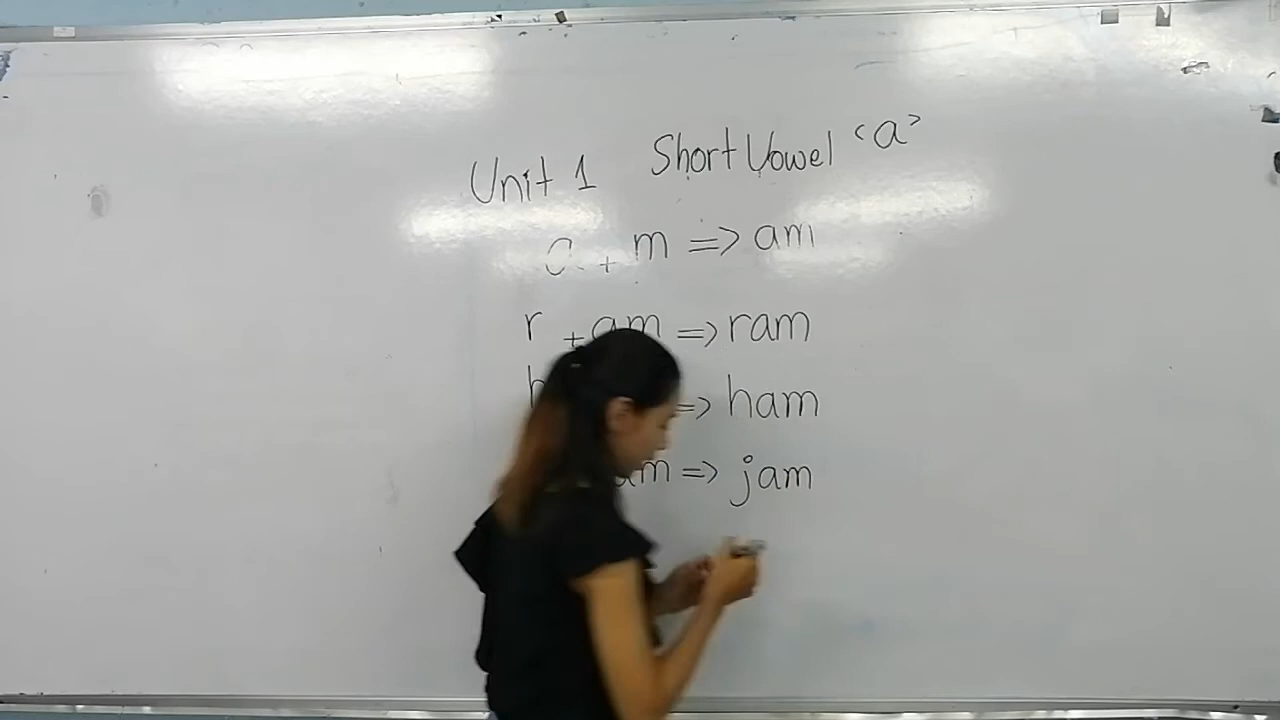 Unit 1 Short Vowel ‹a›
a + m => am
r + am => ram
h => ham
am => jam